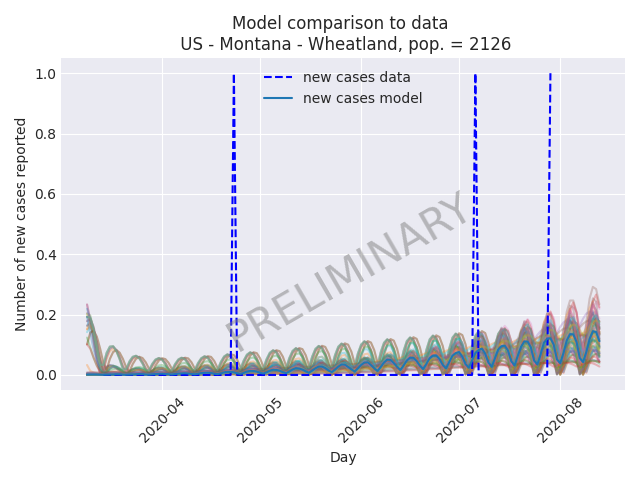 Model comparison to data
US - Montana - Wheatland, pop. = 2126
new cases data
new cases model
Number of new cases reported
1.0
0.8
0.6
0.4
0.2
0.0
PRELIMINARY
2020-04
2020-05
2020-06
2020-07
2020-08
Day